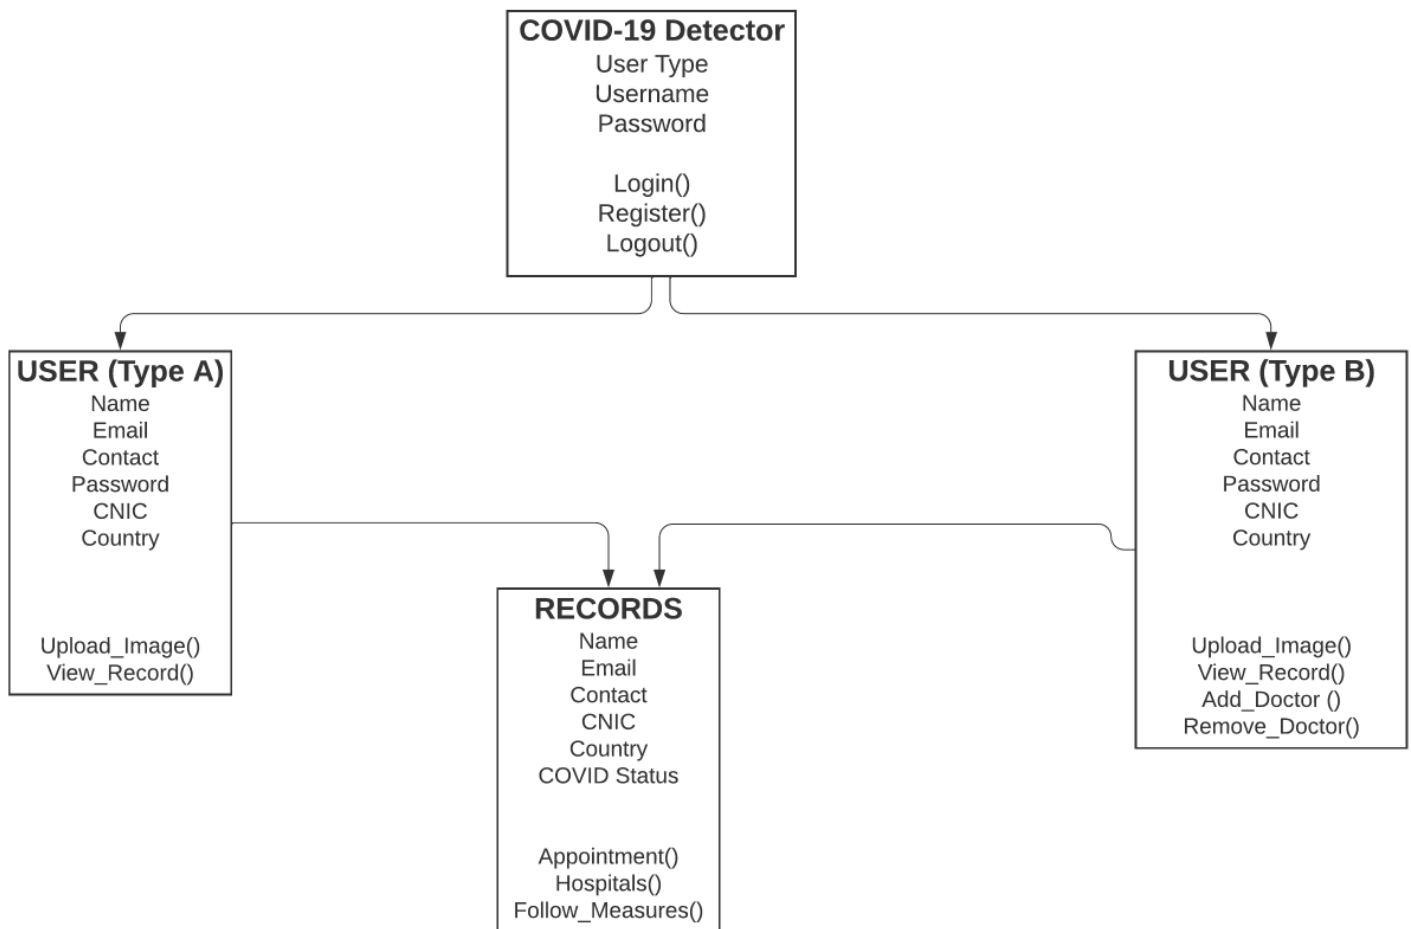 COVID-19 Detector
User Type
Username
Password
Login()
Register()
Logout()
USER (Type A)
Name
Email
Contact
Password
CNIC
Country
Upload_Image()
View_Record()
USER (Type B)
Name
Email
Contact
Password
CNIC
Country
Upload_Image()
View_Record()
Add_Doctor ()
Remove_Doctor()
RECORDS
Name
Email
Contact
CNIC
Country
COVID Status
Appointment()
Hospitals()
Follow_Measures()